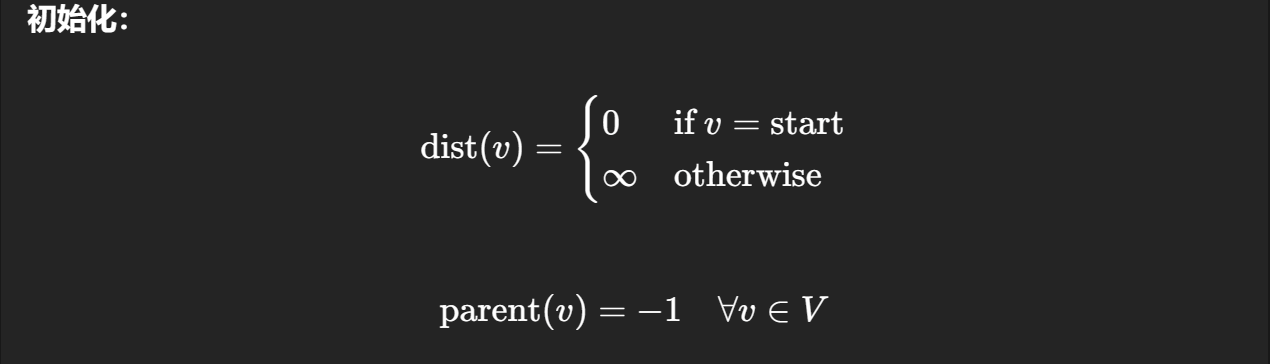 初始化：
dist(v) = { 0 if v = start
∞ otherwise
parent(v) = −1 ∀v ∈ V